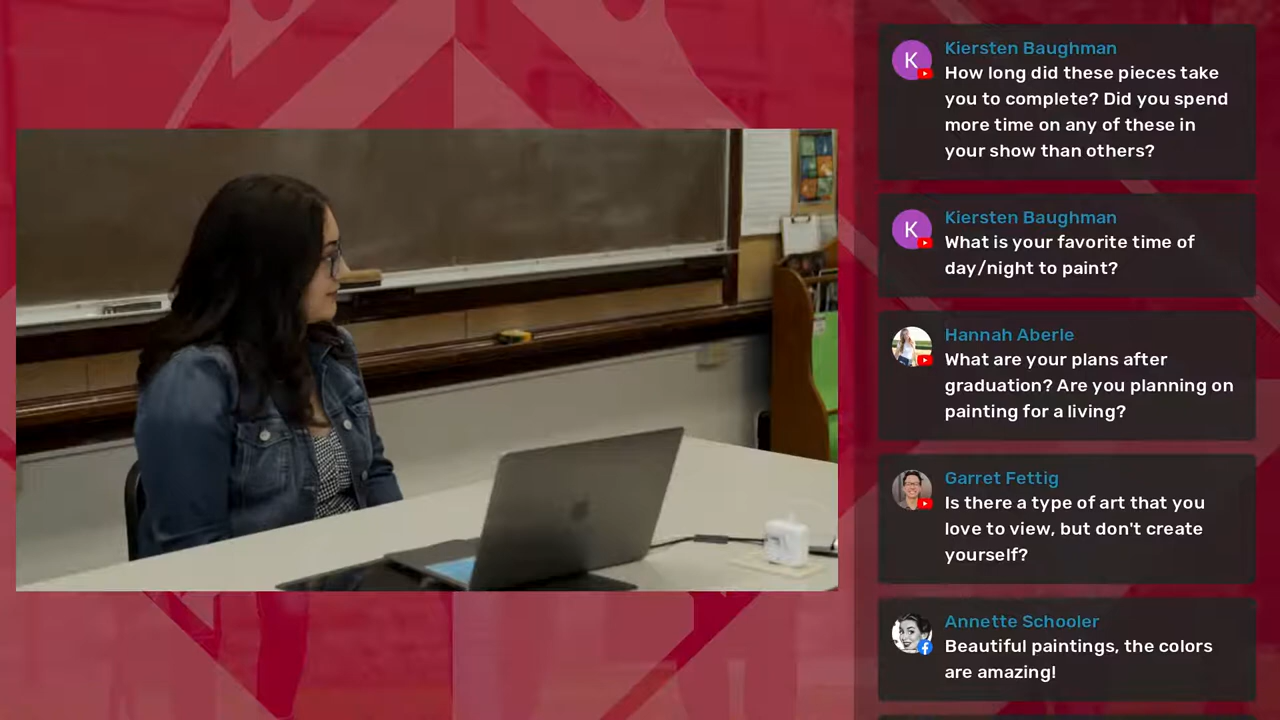 K
Kiersten Baughman
How long did these pieces take
you to complete? Did you spend
more time on any of these in
your show than others?
K
Kiersten Baughman
What is your favorite time of
day/night to paint?
Hannah Aberle
What are your plans after
graduation? Are you planning on
painting for a living?
Garret Fettig
Is there a type of art that you
love to view, but don't create
yourself?
Annette Schooler
Beautiful paintings, the colors
are amazing!